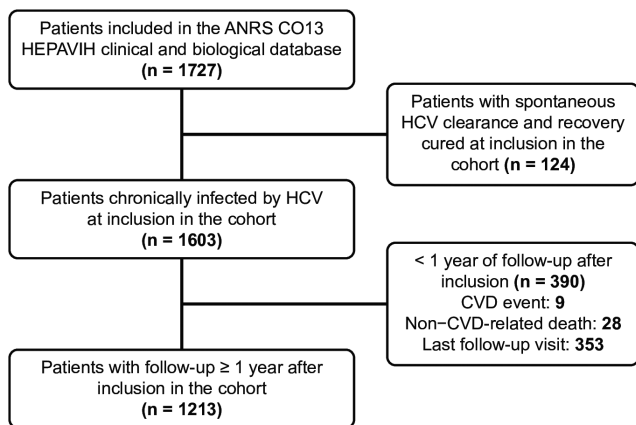 Patients included in the ANRS CO13
HEPAVIH clinical and biological database
(n = 1727)
Patients with spontaneous
HCV clearance and recovery
cured at inclusion in the
cohort (n = 124)
Patients chronically infected by HCV
at inclusion in the cohort
(n = 1603)
< 1 year of follow-up after
inclusion (n = 390)
CVD event: 9
Non−CVD-related death: 28
Last follow-up visit: 353
Patients with follow-up ≥ 1 year after
inclusion in the cohort
(n = 1213)